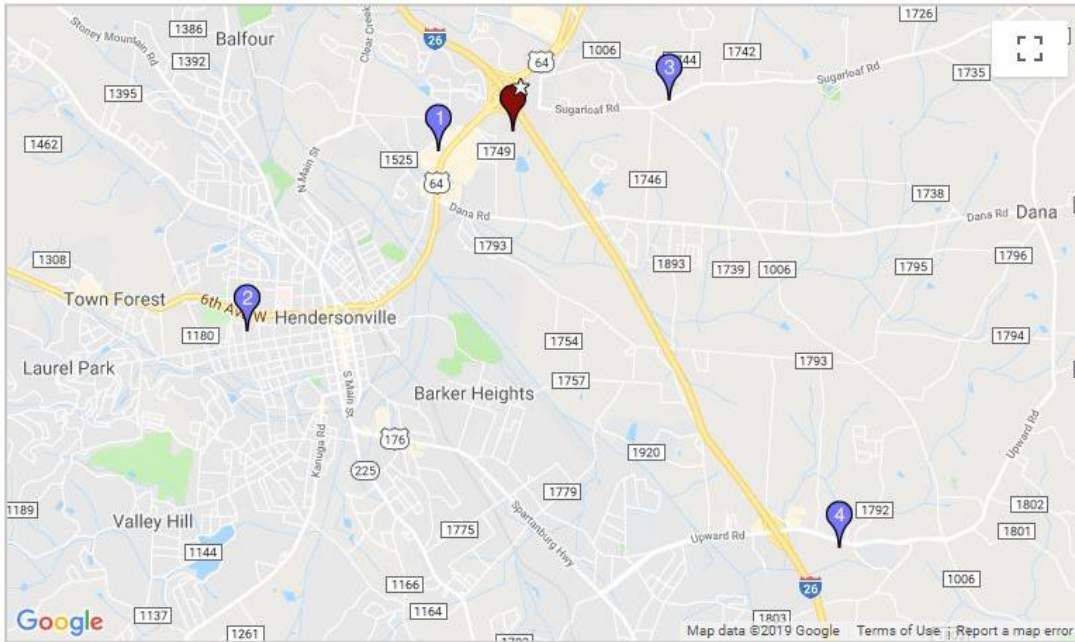 1386
Balfour
Stoney Mountain Rd
1392
Clear Creek
26
64
1006
1742
1726
1395
3
44
Sugarloaf Rd
1735
1462
N Main St
1
1525
1749
Sugarloaf Rd
64
1746
1738
Dana Rd
Dana Rd
Dana
1793
1796
1308
1893
1739
1006
1795
Town Forest
2
6th Ave W
Hendersonville
1180
1754
1794
Laurel Park
1793
1757
Barker Heights
S Main St
Kanuga Rd
176
1920
Upward Rd
225
1779
1189
Valley Hill
4
1792
1802
1775
Spartanburg Hwy
1801
1144
Upward Rd
1166
26
1006
1137
1164
1803
Google
1261
Map data ©2019 Google
Terms of Use
Report a map error